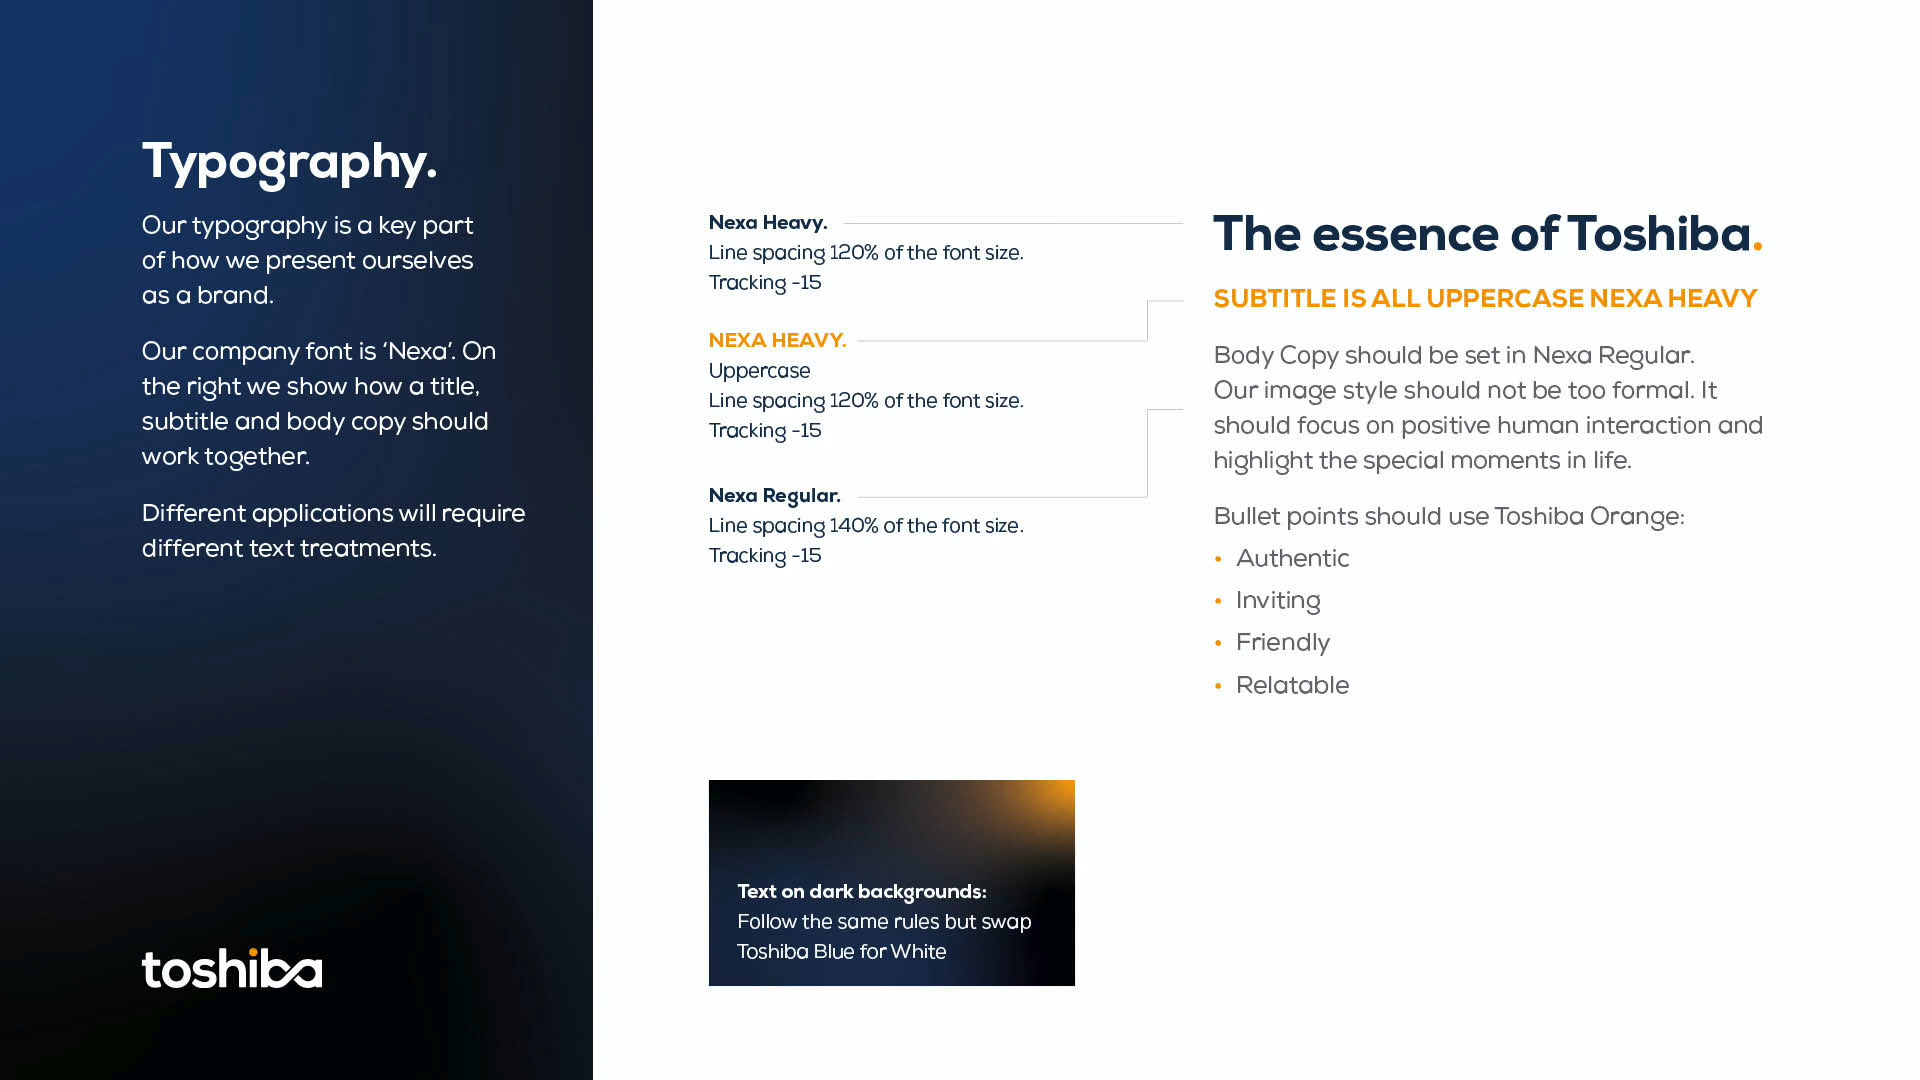 Typography.
Our typography is a key part
of how we present ourselves
as a brand.
Our company font is ‘Nexa’. On
the right we show how a title,
subtitle and body copy should
work together.
Different applications will require
different text treatments.
toshiba
Nexa Heavy.
Line spacing 120% of the font size.
Tracking -15
NEXA HEAVY.
Uppercase
Line spacing 120% of the font size.
Tracking -15
Nexa Regular.
Line spacing 140% of the font size.
Tracking -15
Text on dark backgrounds:
Follow the same rules but swap
Toshiba Blue for White
The essence of Toshiba.
SUBTITLE IS ALL UPPERCASE NEXA HEAVY
Body Copy should be set in Nexa Regular.
Our image style should not be too formal. It
should focus on positive human interaction and
highlight the special moments in life.
Bullet points should use Toshiba Orange:
• Authentic
• Inviting
• Friendly
• Relatable